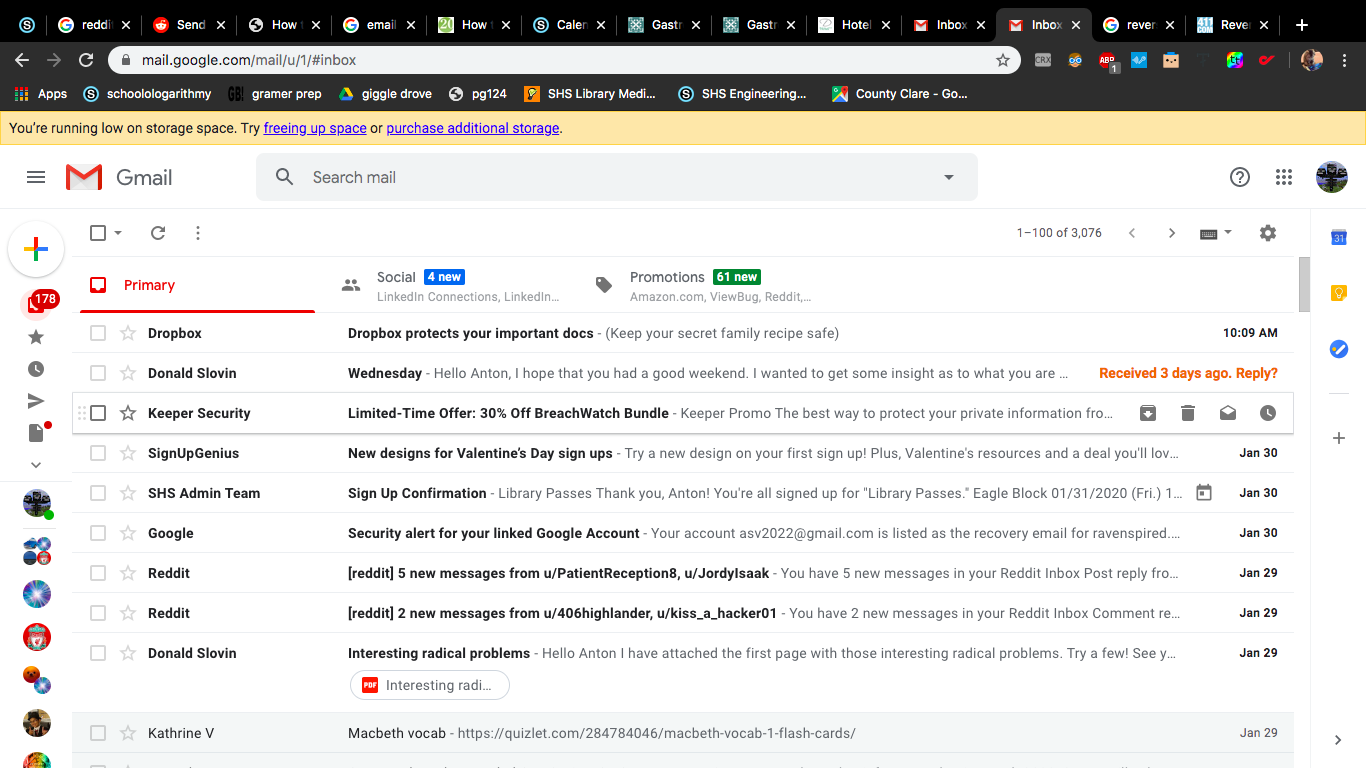 reddi Send How t email How t Calen Gastr Gastr Hotel Inbox Inbox rever Rever
mail.google.com/mail/u/1/#inbox CRX ABP 1
Apps schoologarithmy GB! gramer prep giggle drove pg124 SHS Library Medi... SHS Engineering... County Clare - Go...
You're running low on storage space. Try freeing up space or purchase additional storage.
Gmail Search mail
1–100 of 3,076 31
Primary
Social 4 new
LinkedIn Connections, LinkedIn...
Promotions 61 new
Amazon.com, ViewBug, Reddit,...
178
Dropbox Dropbox protects your important docs - (Keep your secret family recipe safe) 10:09 AM
Donald Slovin Wednesday - Hello Anton, I hope that you had a good weekend. I wanted to get some insight as to what you are ... Received 3 days ago. Reply?
Keeper Security Limited-Time Offer: 30% Off BreachWatch Bundle - Keeper Promo The best way to protect your private information fro...
SignUpGenius New designs for Valentine's Day sign ups - Try a new design on your first sign up! Plus, Valentine's resources and a deal you'll lov... Jan 30
SHS Admin Team Sign Up Confirmation - Library Passes Thank you, Anton! You're all signed up for "Library Passes." Eagle Block 01/31/2020 (Fri.) 1... Jan 30
Google Security alert for your linked Google Account - Your account asv2022@gmail.com is listed as the recovery email for ravenspired.... Jan 30
Reddit [reddit] 5 new messages from u/PatientReception8, u/JordyIsaak - You have 5 new messages in your Reddit Inbox Post reply fro... Jan 29
Reddit [reddit] 2 new messages from u/406highlander, u/kiss_a_hacker01 - You have 2 new messages in your Reddit Inbox Comment re... Jan 29
Donald Slovin Interesting radical problems - Hello Anton I have attached the first page with those interesting radical problems. Try a few! See y... Jan 29
PDF Interesting radi...
Kathrine V Macbeth vocab - https://quizlet.com/284784046/macbeth-vocab-1-flash-cards/ Jan 29